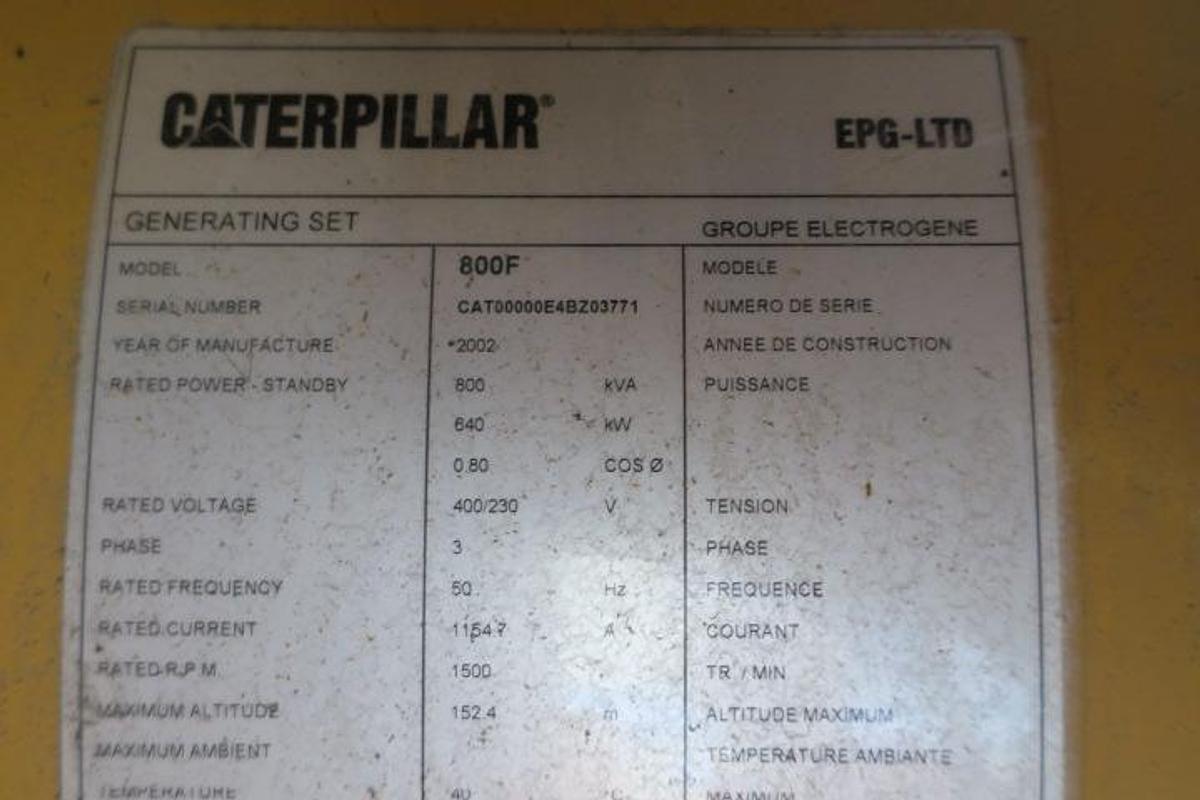 CATERPILLAR®
EPG-LTD
GENERATING SET GROUPE ELECTROGENE
MODEL 800F MODELE
SERIAL NUMBER CAT00000E4BZ03771 NUMERO DE SERIE
YEAR OF MANUFACTURE 2002 ANNEE DE CONSTRUCTION
RATED POWER - STANDBY 800 kVA PUISSANCE
640 kW
0.80 COS Ø
RATED VOLTAGE 400/230 V TENSION
PHASE 3 PHASE
RATED FREQUENCY 50 Hz FREQUENCE
RATED CURRENT 1154.7 A COURANT
RATED R.P.M. 1500 TR / MIN
MAXIMUM ALTITUDE 152.4 m ALTITUDE MAXIMUM
MAXIMUM AMBIENT TEMPERATURE AMBIANTE
TEMPERATURE 40 °C MAXIMUM